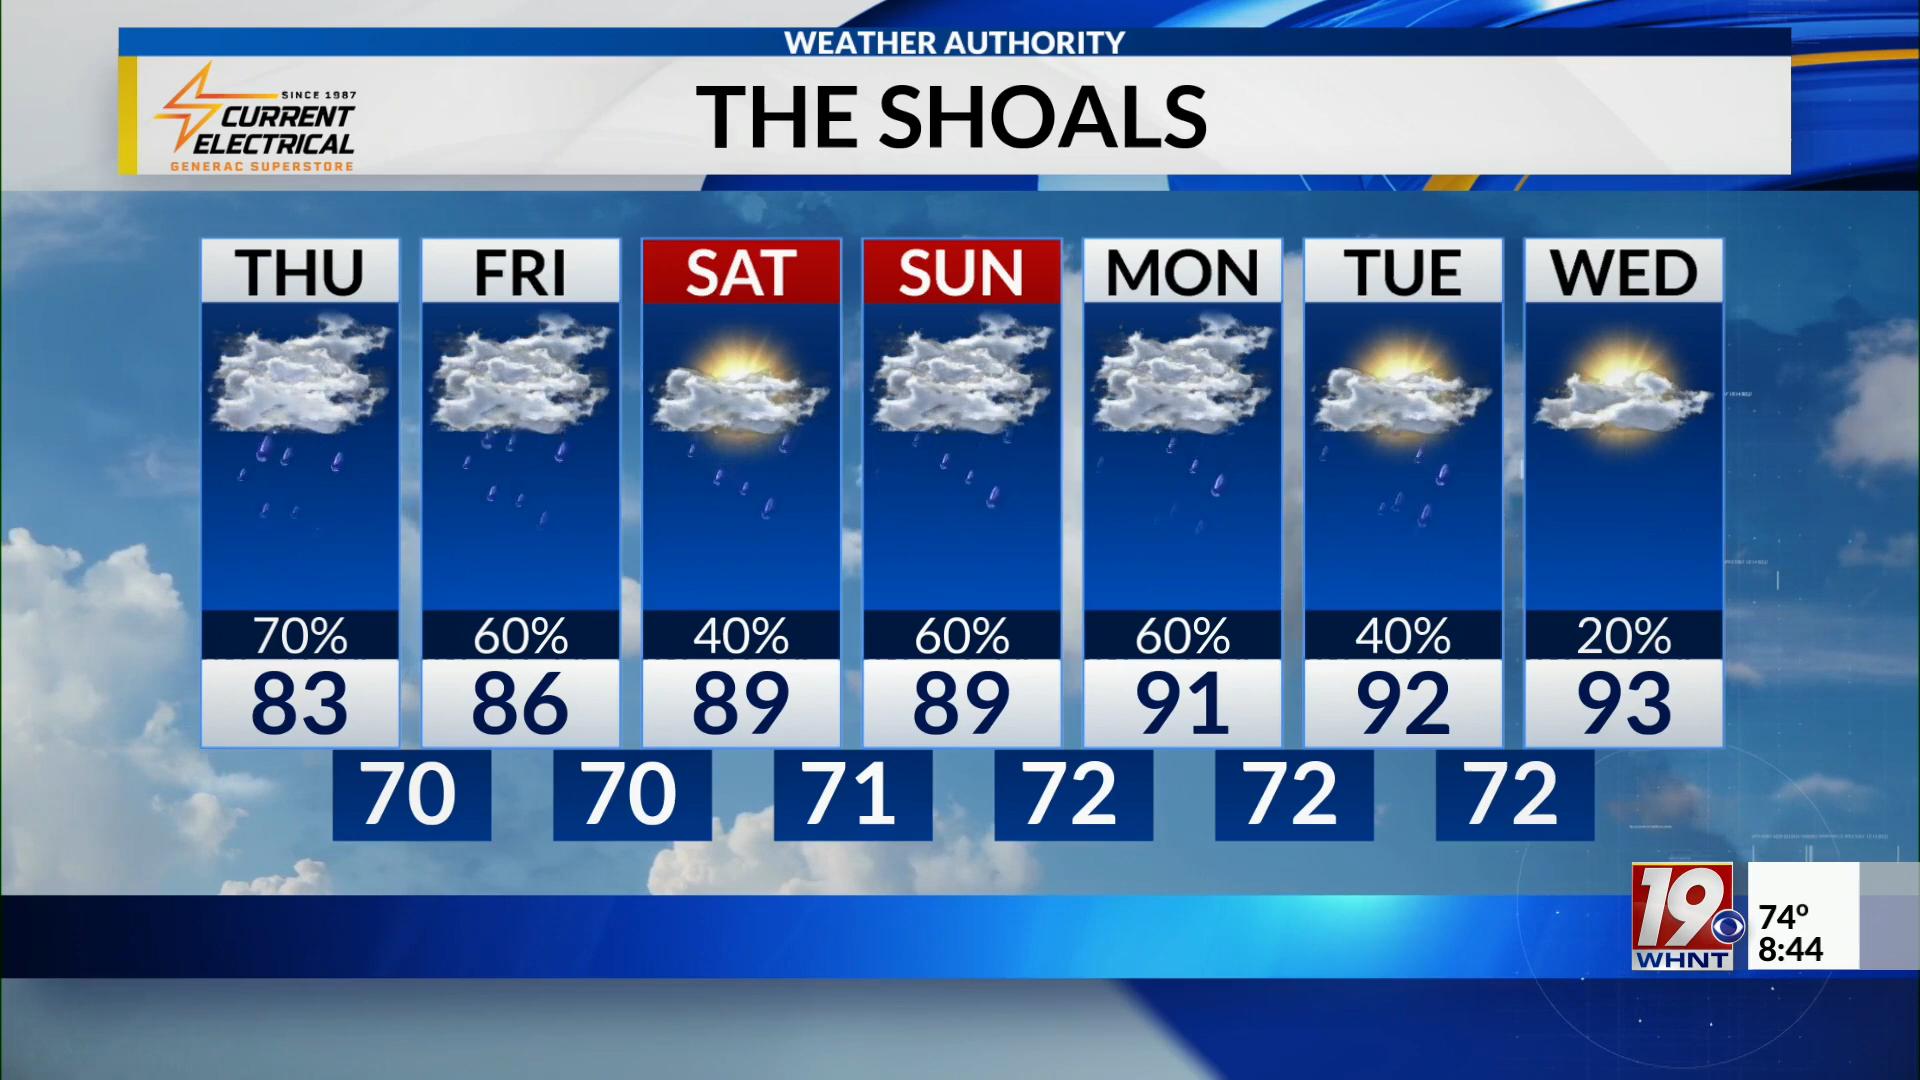 WEATHER AUTHORITY
SINCE 1987
CURRENT
ELECTRICAL
GENERAC SUPERSTORE
THE SHOALS
THU FRI SAT SUN MON TUE WED
70% 60% 40% 60% 60% 40% 20%
83 86 89 89 91 92 93
70 70 71 72 72 72
19
WHNT
74º
8:44